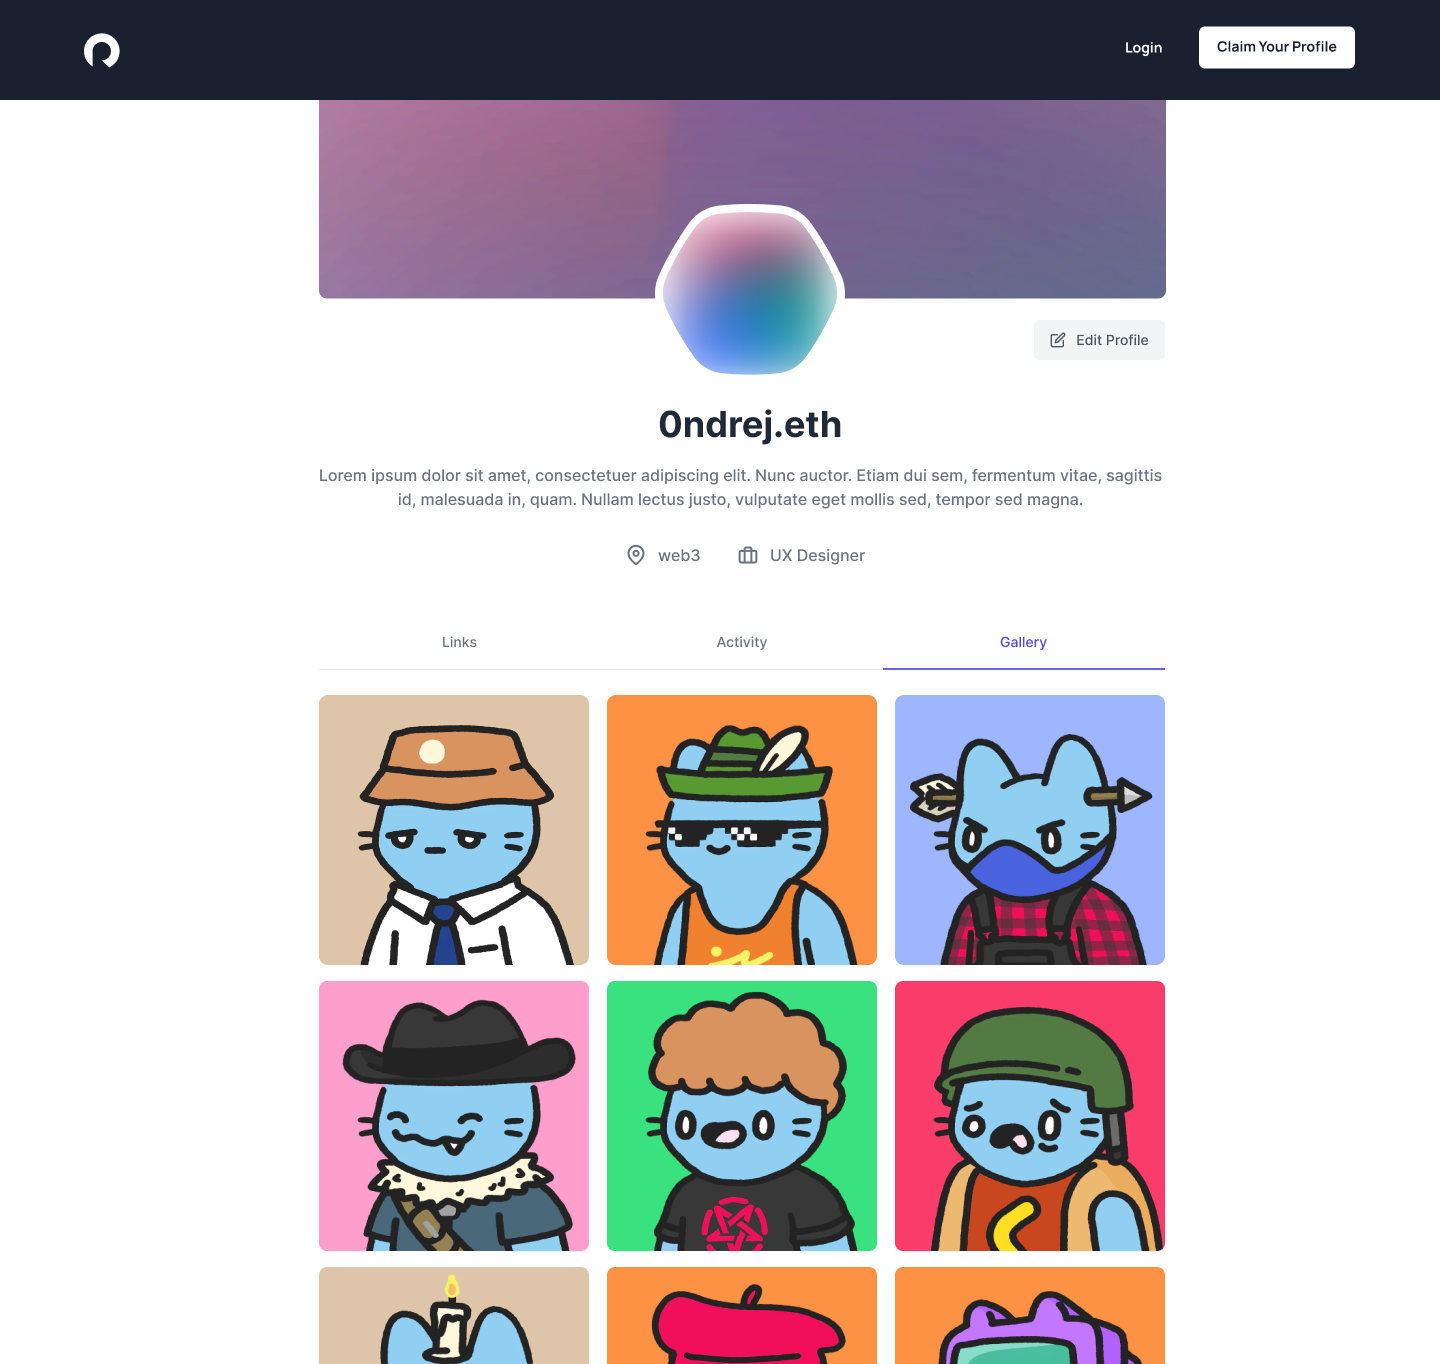 Login
Claim Your Profile
Edit Profile
0ndrej.eth
Lorem ipsum dolor sit amet, consectetuer adipiscing elit. Nunc auctor. Etiam dui sem, fermentum vitae, sagittis
id, malesuada in, quam. Nullam lectus justo, vulputate eget mollis sed, tempor sed magna.
web3
UX Designer
Links
Activity
Gallery